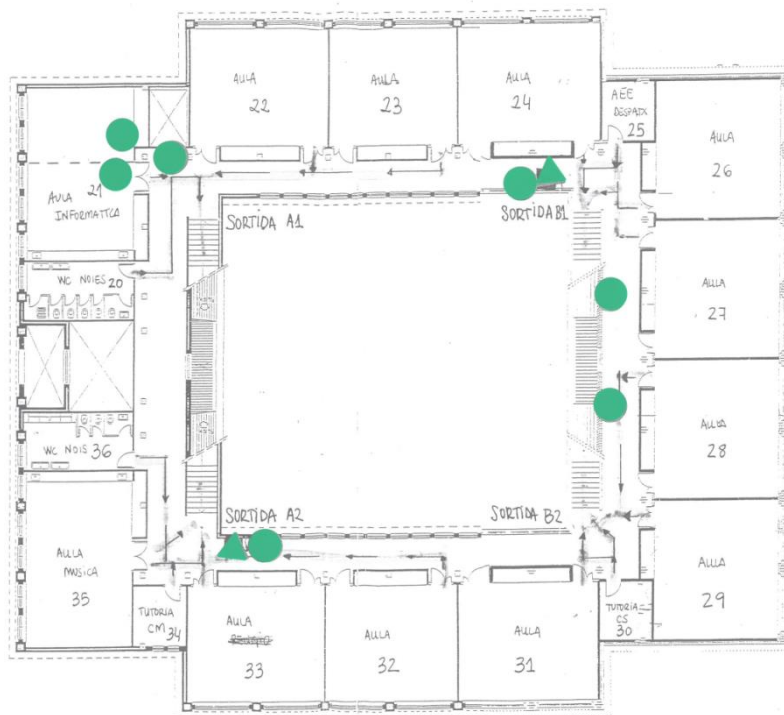 AULA
22
AULA
23
AULA
24
AEE
DESPATX
25
AULA
26
21
AULA
INFORMATICA
SORTIDA A1
SORTIDA B1
WC NOIES 20
AULA
27
AULA
28
WC NOIS 36
SORTIDA A2
SORTIDA B2
AULA
MUSICA
35
TUTORIA
CM 34
AULA
33
AULA
32
AULA
31
TUTORIA
CS
30
AULA
29